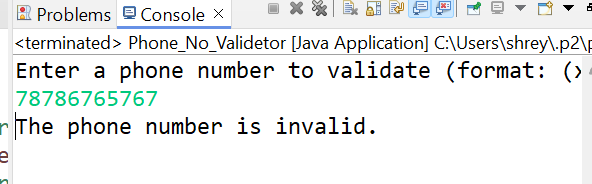 Problems Console
<terminated> Phone_No_Validetor [Java Application] C:\Users\shrey\.p2\p
Enter a phone number to validate (format: (x
78786765767
The phone number is invalid.